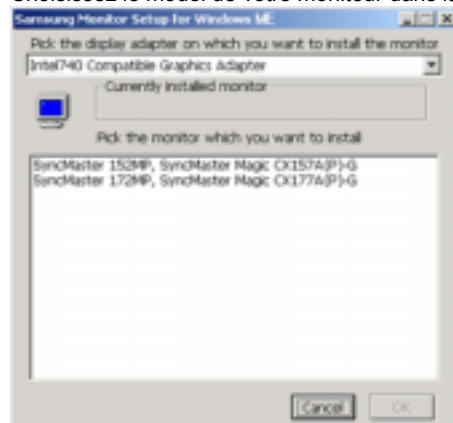 Samsung Monitor Setup for Windows ME
Pick the display adapter on which you want to install the monitor
Intel740 Compatible Graphics Adapter
Currently installed monitor
Pick the monitor which you want to install
SyncMaster 152MP, SyncMaster Magic CX157A(P)-G
SyncMaster 172MP, SyncMaster Magic CX177A(P)-G
Cancel OK